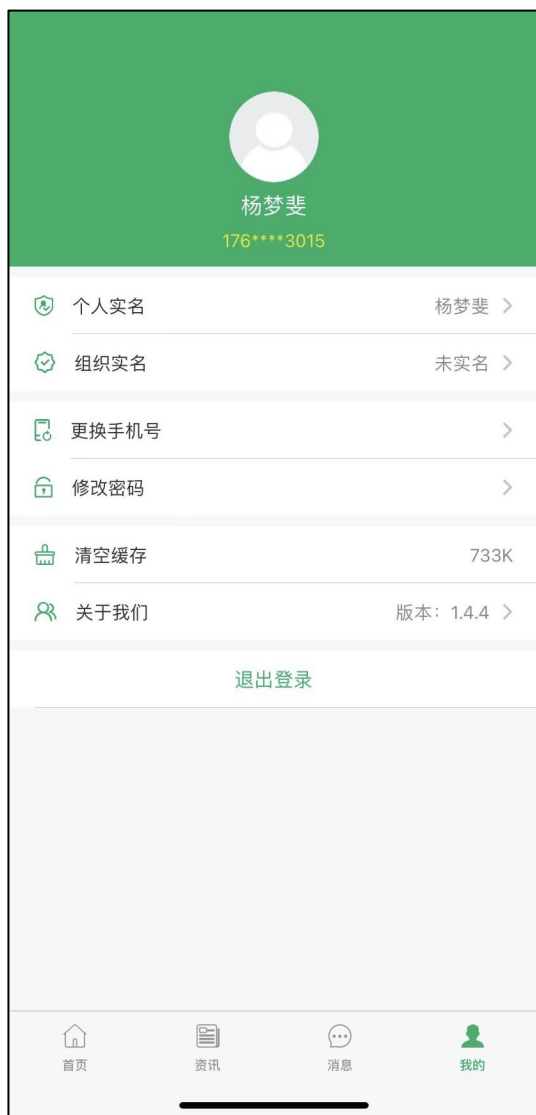 杨梦斐
176****3015
个人实名 杨梦斐
组织实名 未实名
更换手机号
修改密码
清空缓存 733K
关于我们 版本：1.4.4
退出登录
首页 资讯 消息 我的